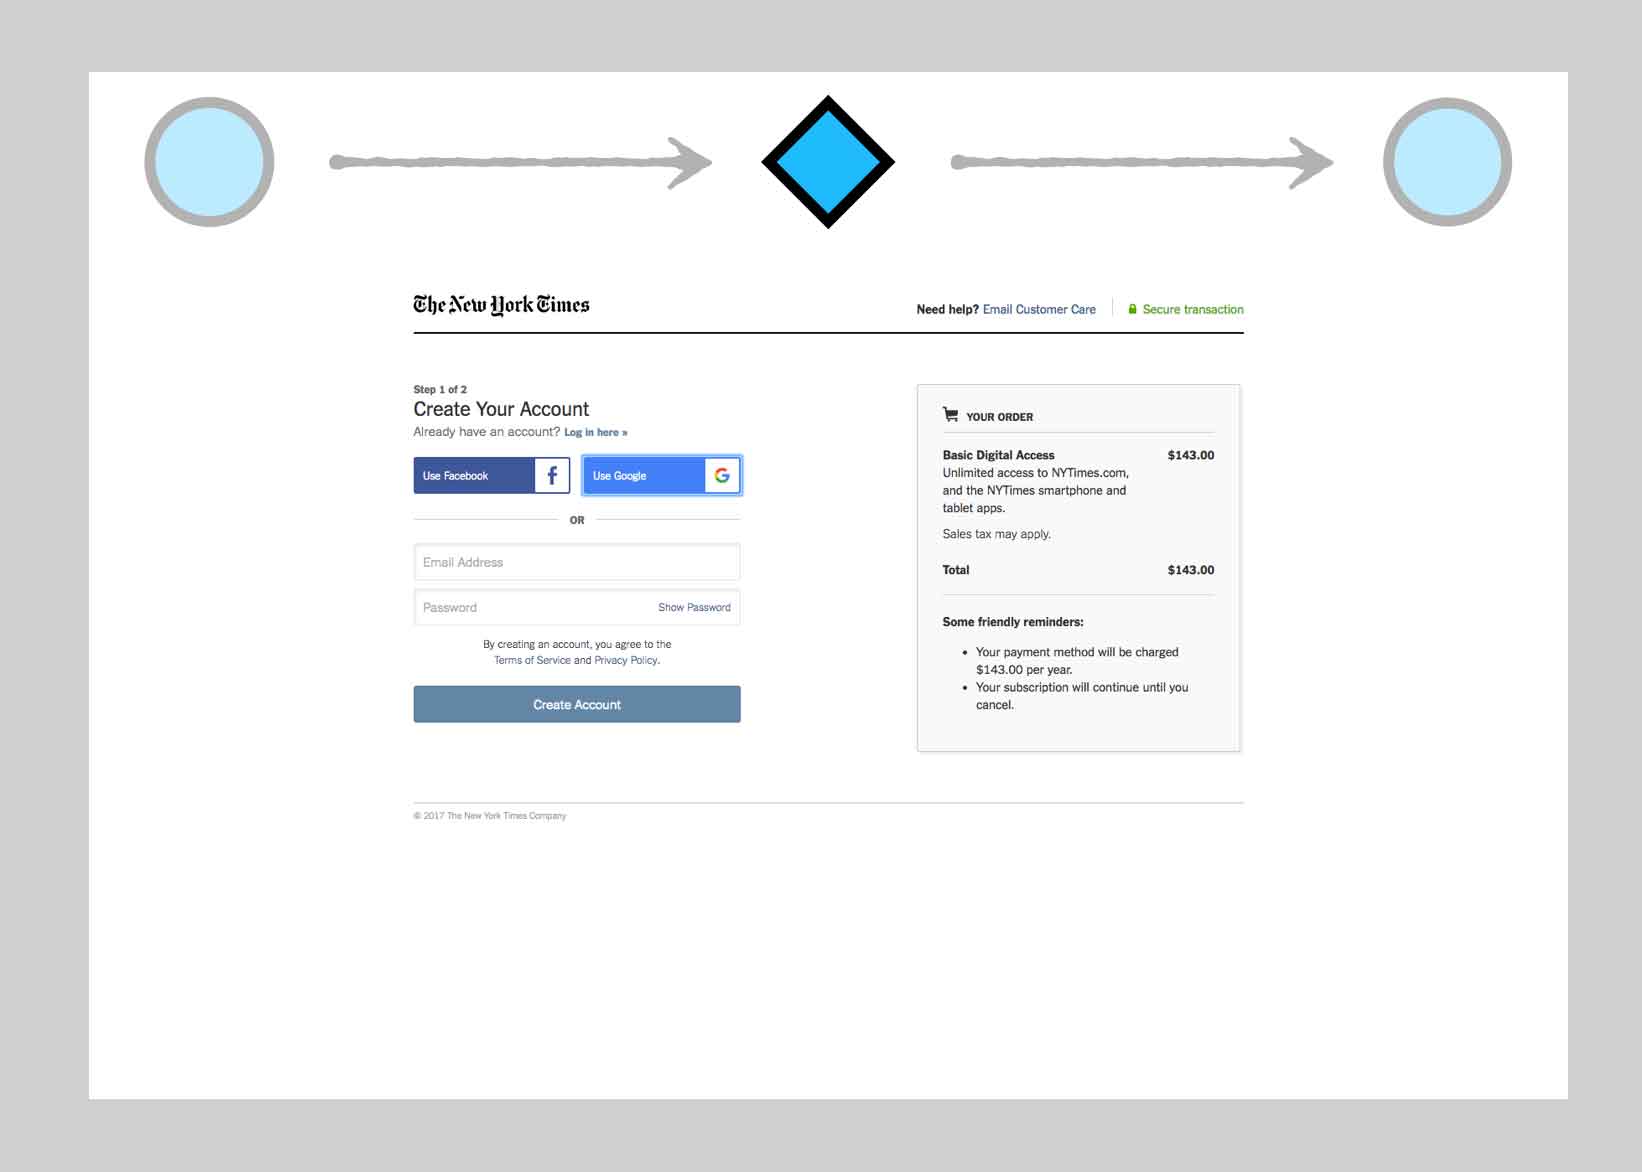 The New York Times
Need help? Email Customer Care
Secure transaction
Step 1 of 2
Create Your Account
Already have an account? Log in here »
Use Facebook
Use Google
OR
Email Address
Password
Show Password
By creating an account, you agree to the
Terms of Service and Privacy Policy.
Create Account
YOUR ORDER
Basic Digital Access $143.00
Unlimited access to NYTimes.com,
and the NYTimes smartphone and
tablet apps.
Sales tax may apply.
Total $143.00
Some friendly reminders:
• Your payment method will be charged
$143.00 per year.
• Your subscription will continue until you
cancel.
© 2017 The New York Times Company